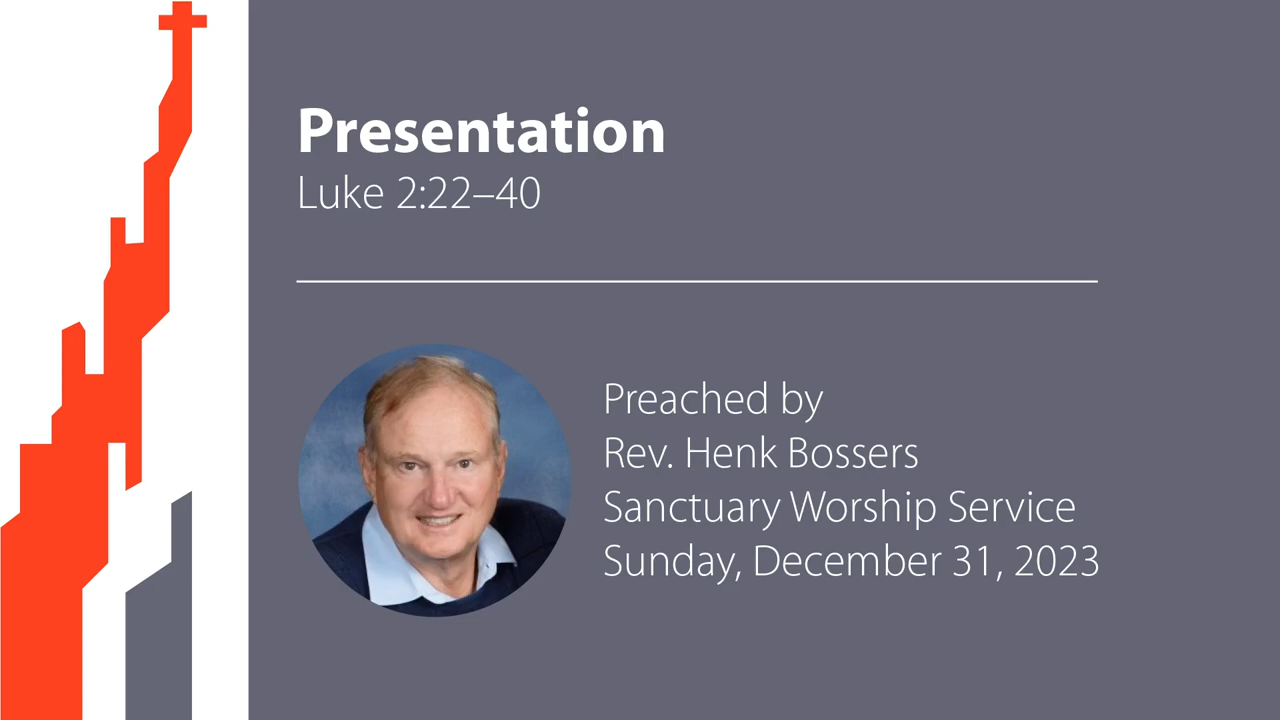 Presentation
Luke 2:22–40
Preached by
Rev. Henk Bossers
Sanctuary Worship Service
Sunday, December 31, 2023